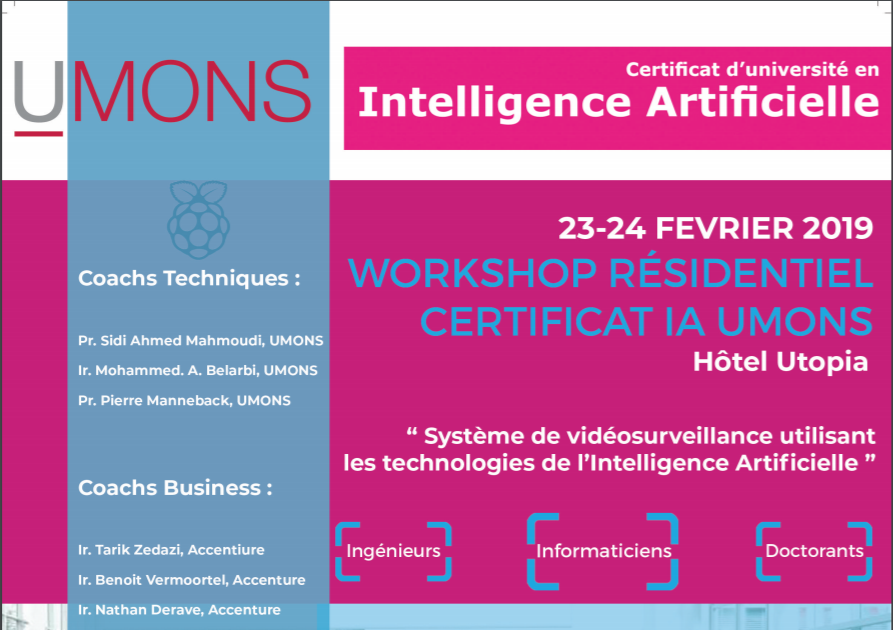 UMONS
Certificat d’université en
Intelligence Artificielle
Coachs Techniques :
Pr. Sidi Ahmed Mahmoudi, UMONS
Ir. Mohammed. A. Belarbi, UMONS
Pr. Pierre Manneback, UMONS
Coachs Business :
Ir. Tarik Zedazi, Accentiure
Ir. Benoit Vermoortel, Accenture
Ir. Nathan Derave, Accenture
23-24 FEVRIER 2019
WORKSHOP RÉSIDENTIEL
CERTIFICAT IA UMONS
Hôtel Utopia
“ Système de vidéosurveillance utilisant
les technologies de l’Intelligence Artificielle ”
Ingénieurs
Informaticiens
Doctorants